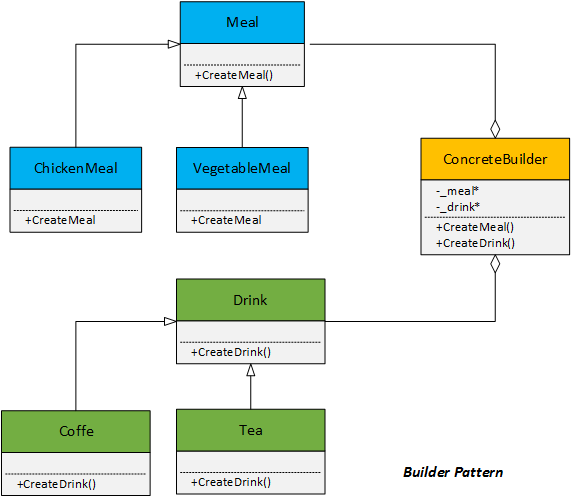 Meal
+CreateMeal()
ChickenMeal
+CreateMeal
VegetableMeal
+CreateMeal
ConcreteBuilder
-_meal*
-_drink*
+CreateMeal()
+CreateDrink()
Drink
+CreateDrink()
Coffe
+CreateDrink()
Tea
+CreateDrink()
Builder Pattern